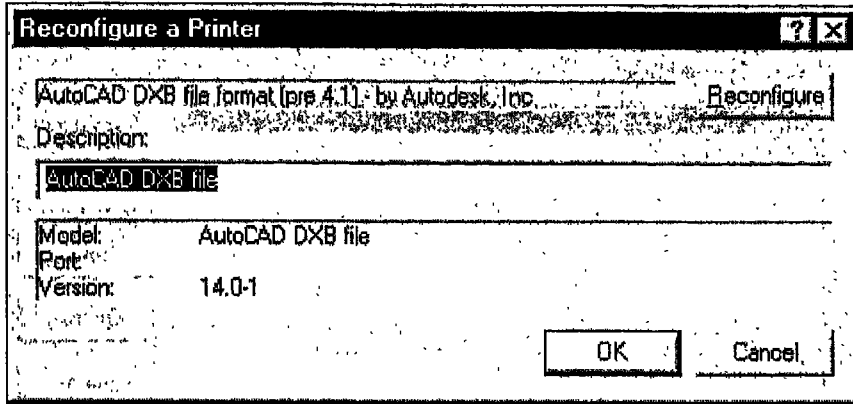 Reconfigure a Printer
AutoCAD DXB file format (pre 4.1) - by Autodesk, Inc
Reconfigure
Description:
AutoCAD DXB file
Model: AutoCAD DXB file
Port:
Version: 14.0-1
OK Cancel